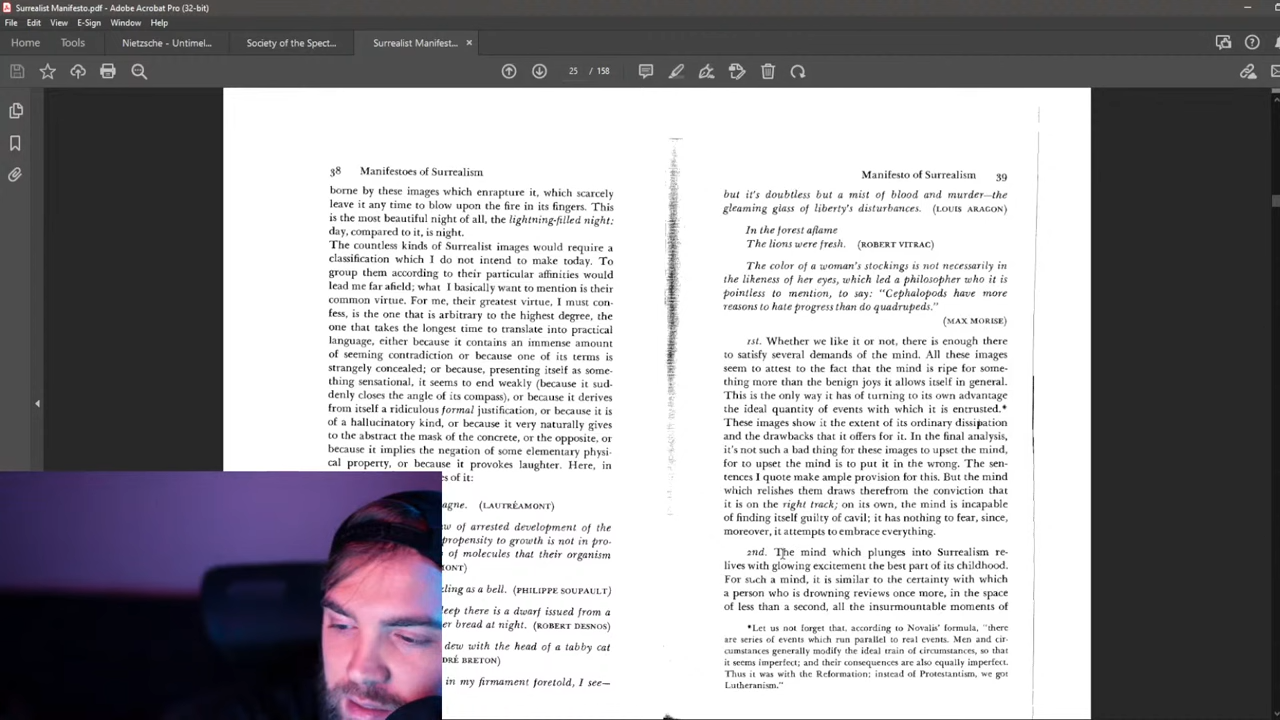 Surrealist Manifesto.pdf - Adobe Acrobat Pro (32-bit)
File Edit View E-Sign Window Help
Home Tools Nietzsche - Untimel... Society of the Spect... Surrealist Manifest... ×
25 / 158
38 Manifestoes of Surrealism
borne by these images which enrapture it, which scarcely
leave it any time to blow upon the fire in its fingers. This
is the most beautiful night of all, the lightning-filled night:
day, compared to it, is night.
The countless kinds of Surrealist images would require a
classification which I do not intend to make today. To
group them according to their particular affinities would
lead me far afield; what I basically want to mention is their
common virtue. For me, their greatest virtue, I must con-
fess, is the one that is arbitrary to the highest degree, the
one that takes the longest time to translate into practical
language, either because it contains an immense amount
of seeming contradiction or because one of its terms is
strangely concealed; or because, presenting itself as some-
thing sensational, it seems to end weakly (because it sud-
denly closes the angle of its compass), or because it derives
from itself a ridiculous formal justification, or because it is
of a hallucinatory kind, or because it very naturally gives
to the abstract the mask of the concrete, or the opposite, or
because it implies the negation of some elementary physi-
cal property, or because it provokes laughter. Here, in
es of it:
agne. (LAUTRÉAMONT)
w of arrested development of the
propensity to growth is not in pro-
n of molecules that their organism
MONT)
ling as a bell. (PHILIPPE SOUPAULT)
leep there is a dwarf issued from a
er bread at night. (ROBERT DESNOS)
dew with the head of a tabby cat
DRÉ BRETON)
in my firmament foretold, I see—
Manifesto of Surrealism 39
but it's doubtless but a mist of blood and murder—the
gleaming glass of liberty's disturbances. (LOUIS ARAGON)
In the forest aflame
The lions were fresh. (ROBERT VITRAC)
The color of a woman's stockings is not necessarily in
the likeness of her eyes, which led a philosopher who it is
pointless to mention, to say: "Cephalopods have more
reasons to hate progress than do quadrupeds."
(MAX MORISE)
1st. Whether we like it or not, there is enough there
to satisfy several demands of the mind. All these images
seem to attest to the fact that the mind is ripe for some-
thing more than the benign joys it allows itself in general.
This is the only way it has of turning to its own advantage
the ideal quantity of events with which it is entrusted.*
These images show it the extent of its ordinary dissipation
and the drawbacks that it offers for it. In the final analysis,
it's not such a bad thing for these images to upset the mind,
for to upset the mind is to put it in the wrong. The sen-
tences I quote make ample provision for this. But the mind
which relishes them draws therefrom the conviction that
it is on the right track; on its own, the mind is incapable
of finding itself guilty of cavil; it has nothing to fear, since,
moreover, it attempts to embrace everything.
2nd. The mind which plunges into Surrealism re-
lives with glowing excitement the best part of its childhood.
For such a mind, it is similar to the certainty with which
a person who is drowning reviews once more, in the space
of less than a second, all the insurmountable moments of
*Let us not forget that, according to Novalis' formula, "there
are series of events which run parallel to real events. Men and cir-
cumstances generally modify the ideal train of circumstances, so that
it seems imperfect; and their consequences are also equally imperfect.
Thus it was with the Reformation; instead of Protestantism, we got
Lutheranism."